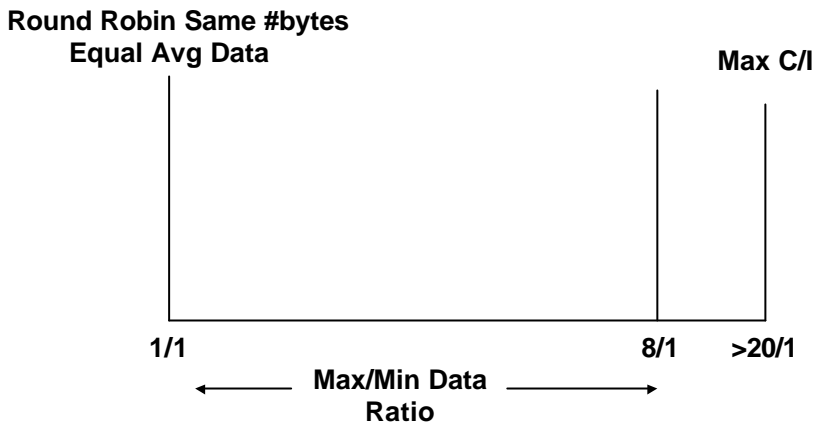 Round Robin Same #bytes
Equal Avg Data
Max C/I
1/1
8/1
>20/1
Max/Min Data
Ratio